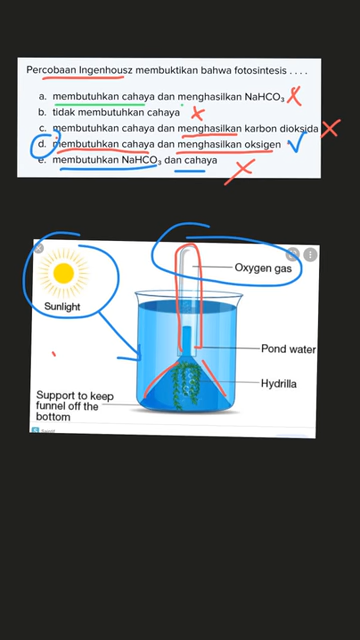 Percobaan Ingenhousz membuktikan bahwa fotosintesis . . . .
a. membutuhkan cahaya dan menghasilkan NaHCO₃
b. tidak membutuhkan cahaya
c. membutuhkan cahaya dan menghasilkan karbon dioksida
d. membutuhkan cahaya dan menghasilkan oksigen
e. membutuhkan NaHCO₃ dan cahaya
Oxygen gas
Sunlight
Pond water
Hydrilla
Support to keep
funnel off the
bottom